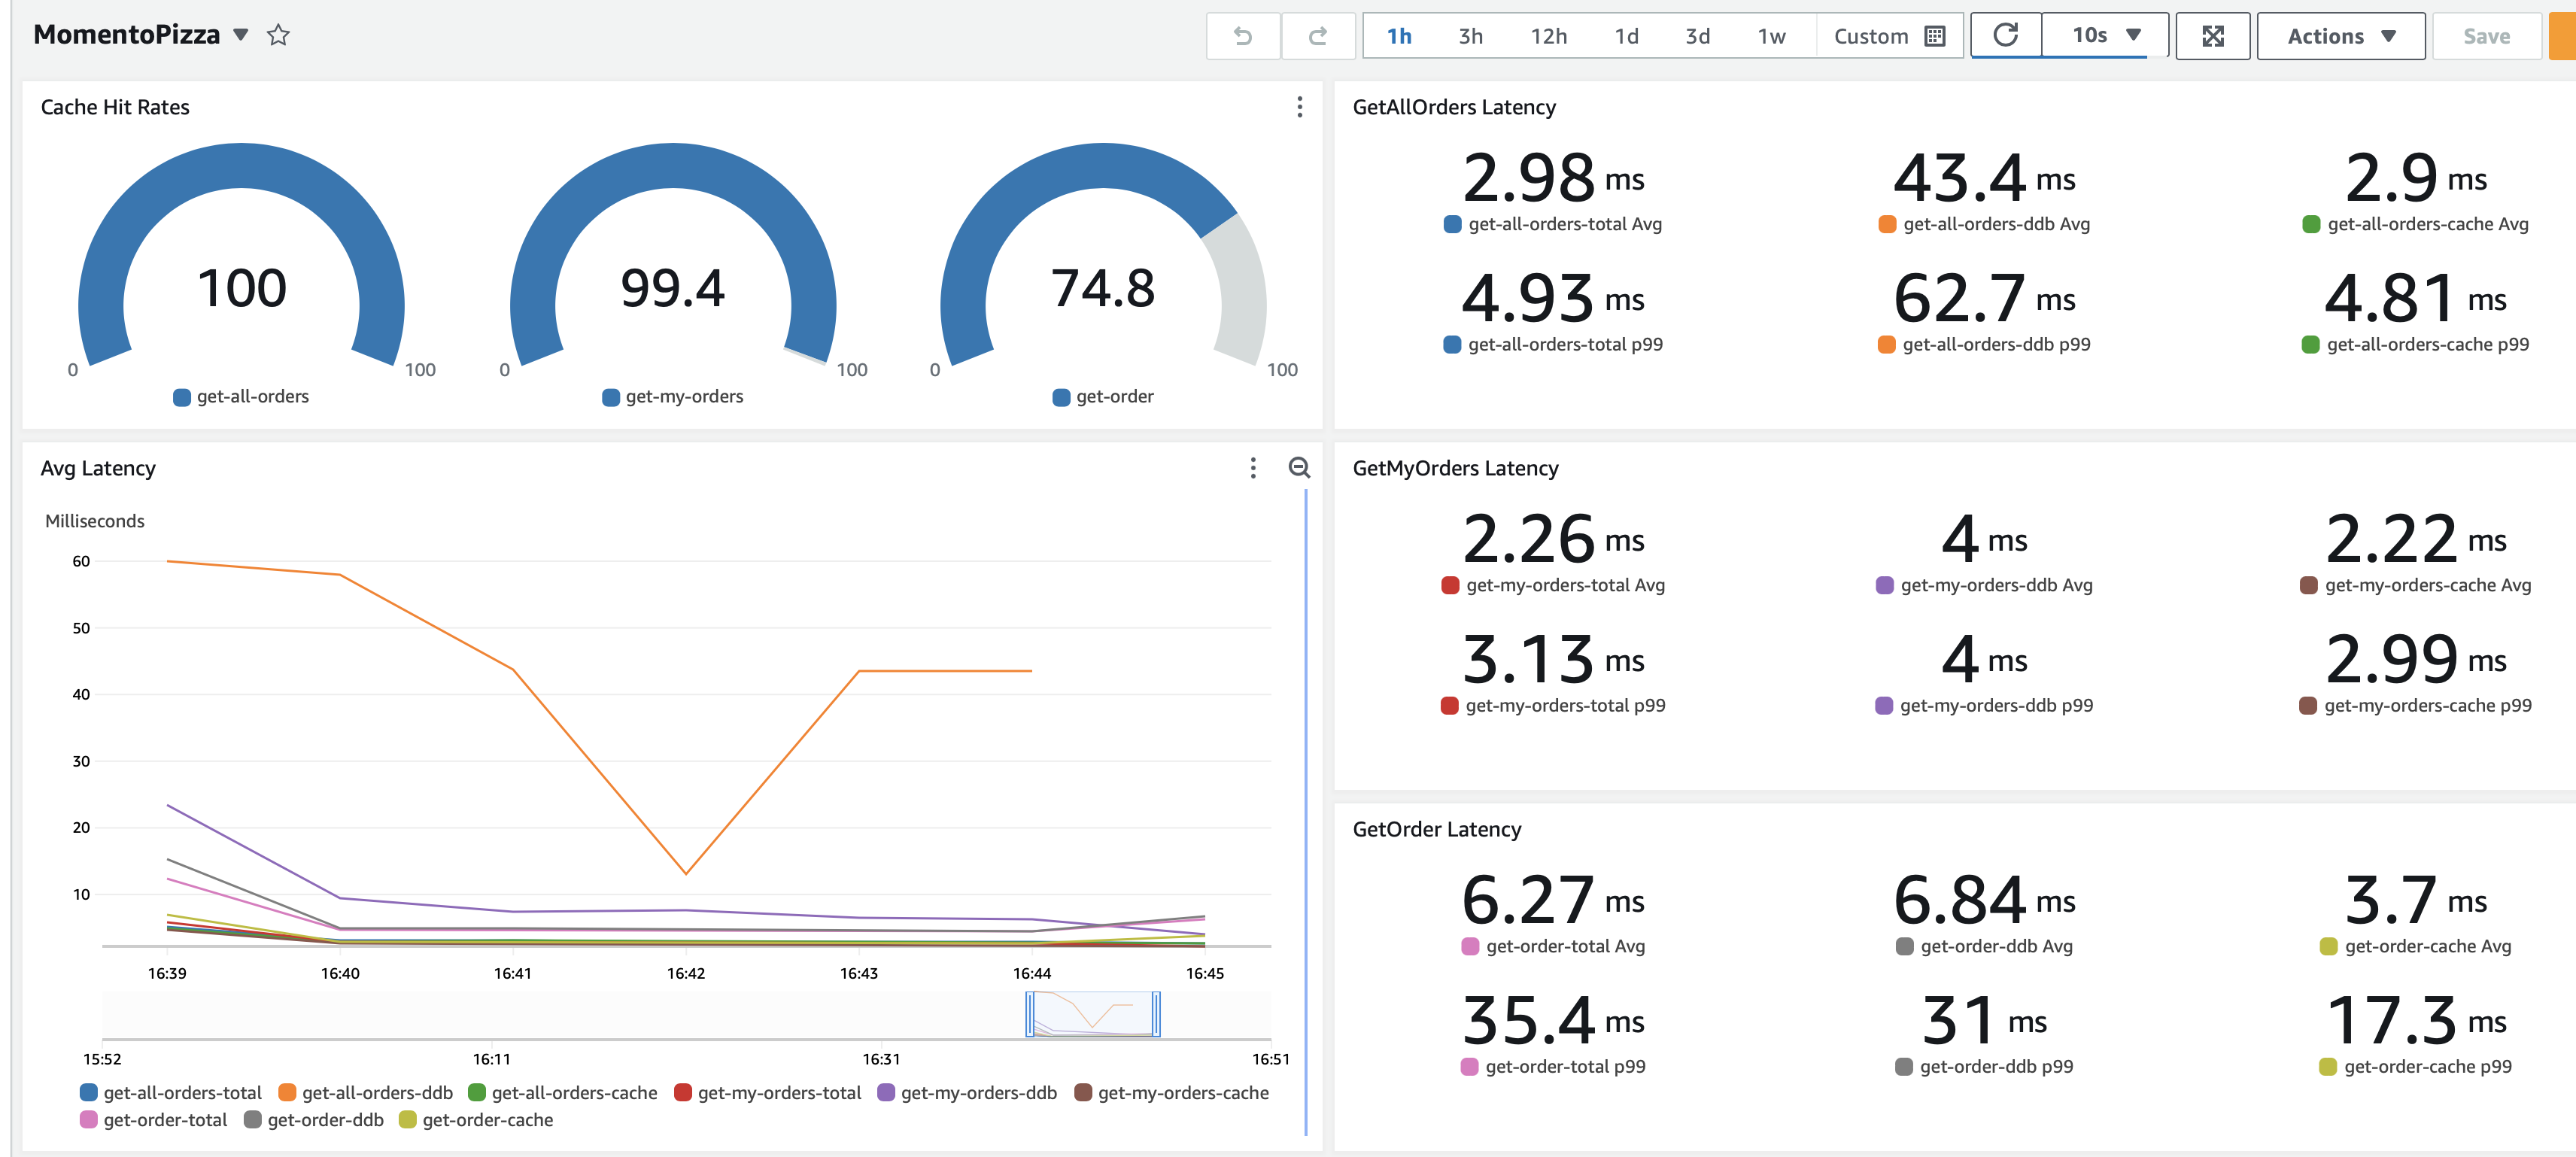 MomentoPizza
1h 3h 12h 1d 3d 1w Custom 10s Actions Save
Cache Hit Rates
100
0 100
get-all-orders
99.4
0 100
get-my-orders
74.8
0 100
get-order
GetAllOrders Latency
2.98 ms 43.4 ms 2.9 ms
get-all-orders-total Avg get-all-orders-ddb Avg get-all-orders-cache Avg
4.93 ms 62.7 ms 4.81 ms
get-all-orders-total p99 get-all-orders-ddb p99 get-all-orders-cache p99
Avg Latency
Milliseconds
60
50
40
30
20
10
16:39 16:40 16:41 16:42 16:43 16:44 16:45
15:52 16:11 16:31 16:51
get-all-orders-total get-all-orders-ddb get-all-orders-cache get-my-orders-total get-my-orders-ddb get-my-orders-cache
get-order-total get-order-ddb get-order-cache
GetMyOrders Latency
2.26 ms 4 ms 2.22 ms
get-my-orders-total Avg get-my-orders-ddb Avg get-my-orders-cache Avg
3.13 ms 4 ms 2.99 ms
get-my-orders-total p99 get-my-orders-ddb p99 get-my-orders-cache p99
GetOrder Latency
6.27 ms 6.84 ms 3.7 ms
get-order-total Avg get-order-ddb Avg get-order-cache Avg
35.4 ms 31 ms 17.3 ms
get-order-total p99 get-order-ddb p99 get-order-cache p99